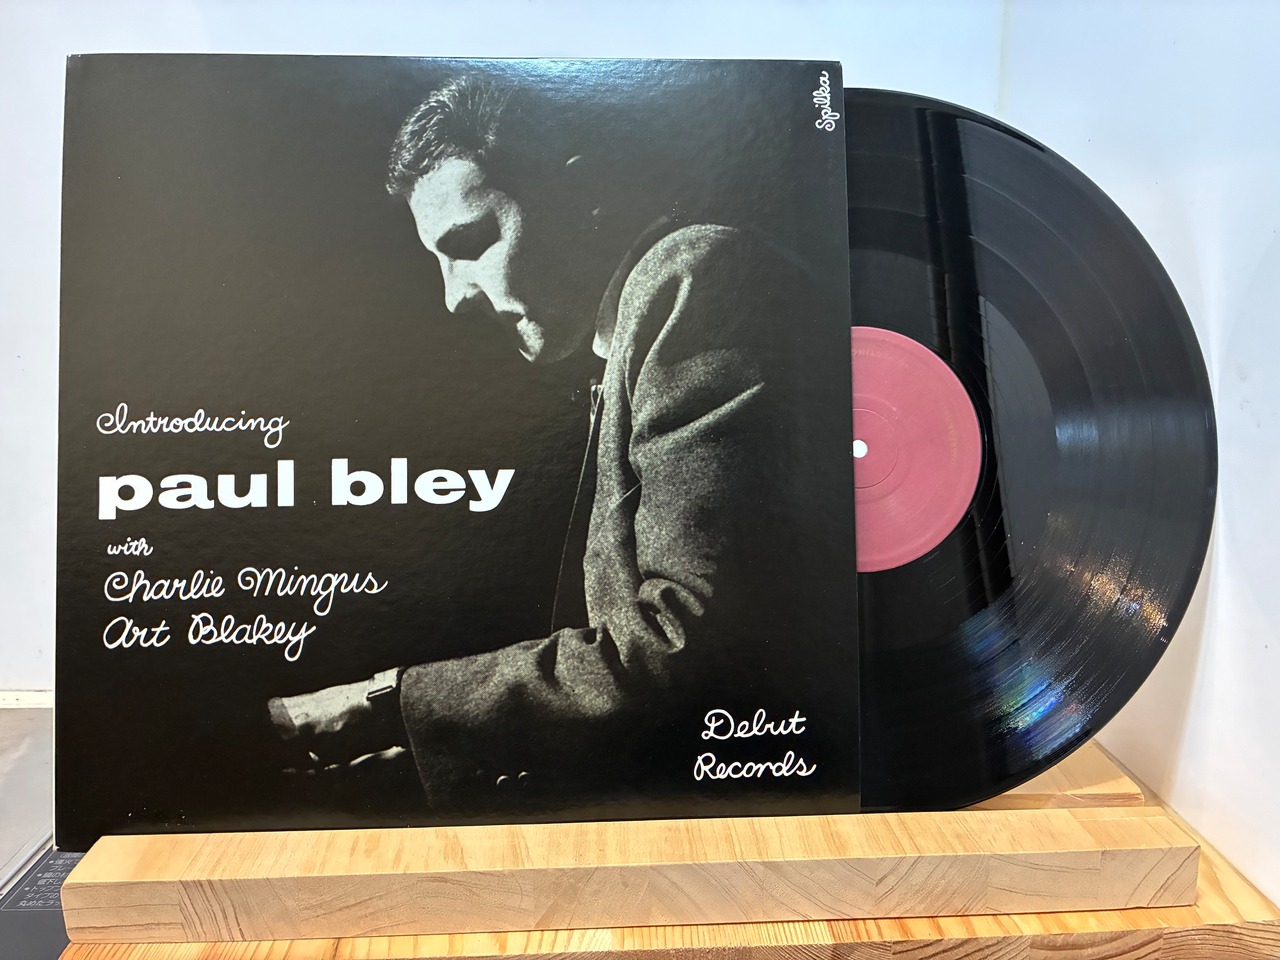 Spilka
Introducing
paul bley
with
Charlie Mingus
Art Blakey
Debut
Records